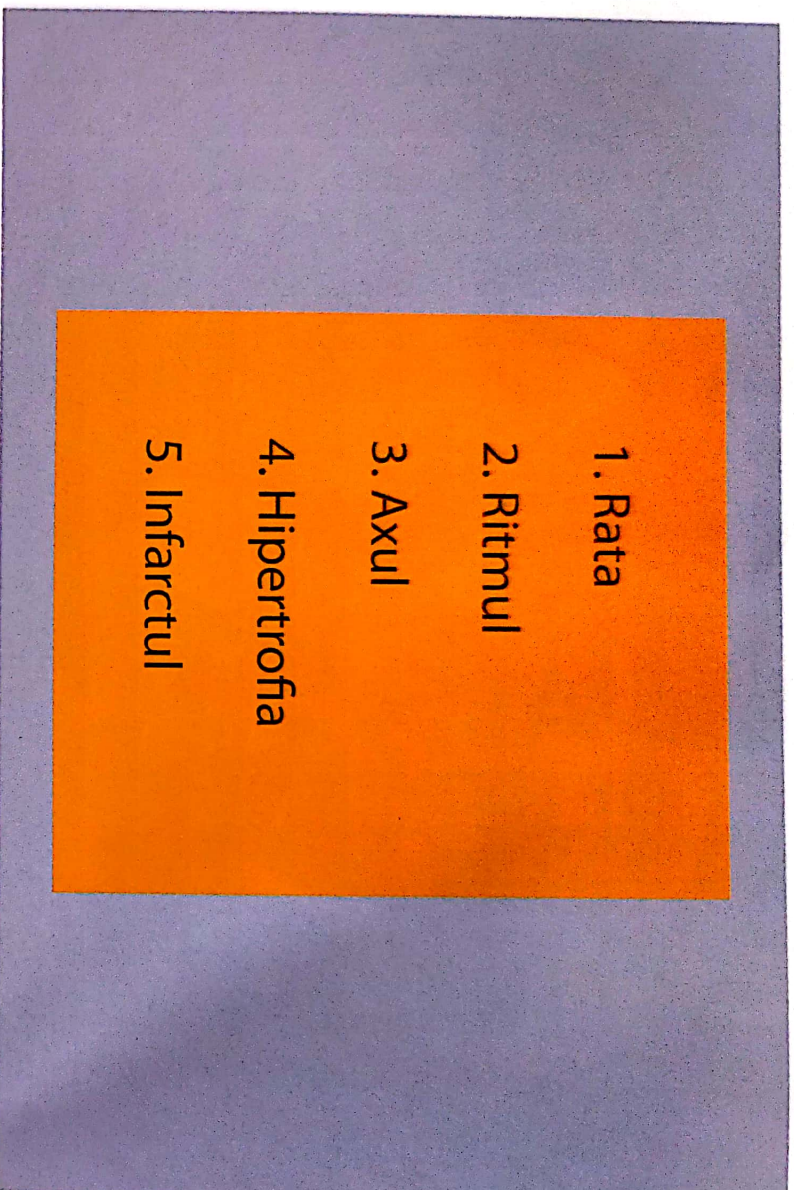 1. Rata
2. Ritmul
3. Axul
4. Hipertrofia
5. Infarctul